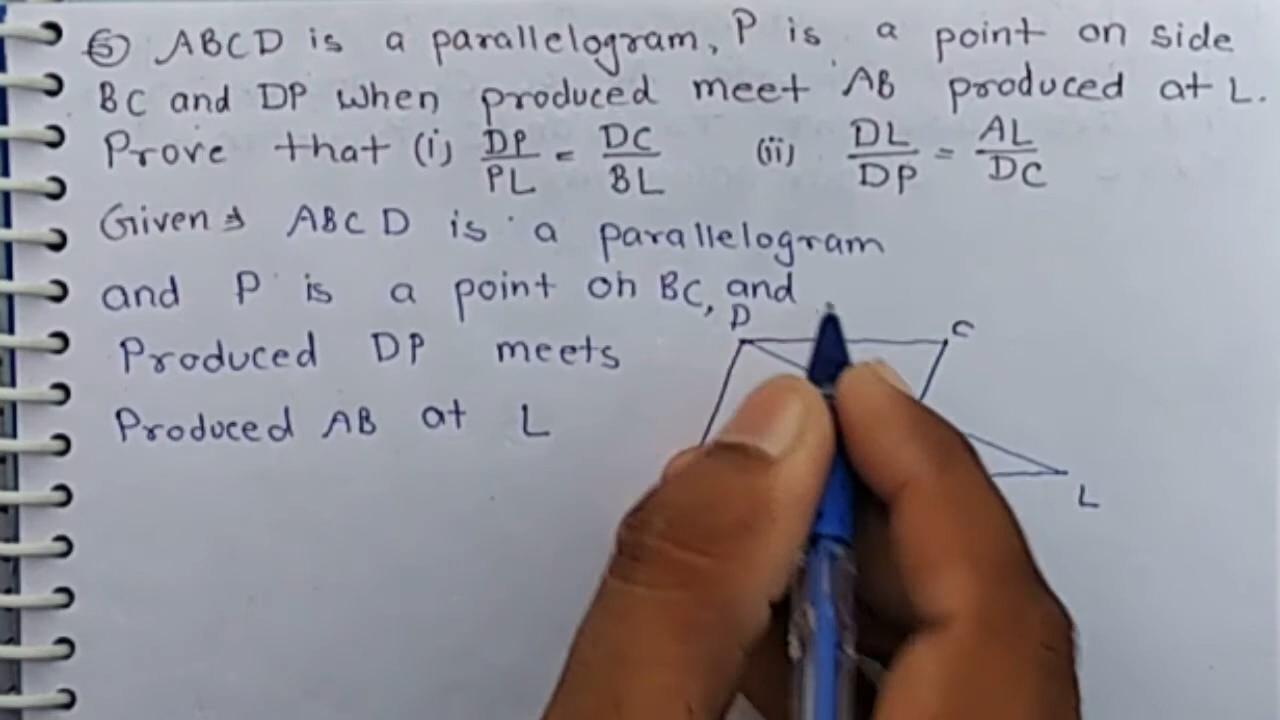 ⑤ ABCD is a parallelogram, P is a point on side
BC and DP when produced meet AB produced at L.
Prove that (i) DP/PL = DC/BL (ii) DL/DP = AL/DC
Given ⇒ ABCD is a parallelogram
and P is a point on BC, and
Produced DP meets
Produced AB at L
D C
L